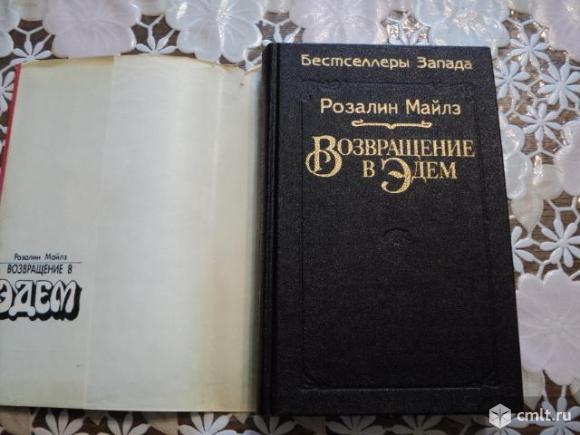 Розалин Майлз
ВОЗВРАЩЕНИЕ В
ЭДЕМ
Бестселлеры Запада
Розалин Майлз
ВОЗВРАЩЕНИЕ
В ЭДЕМ
cmlt.ru